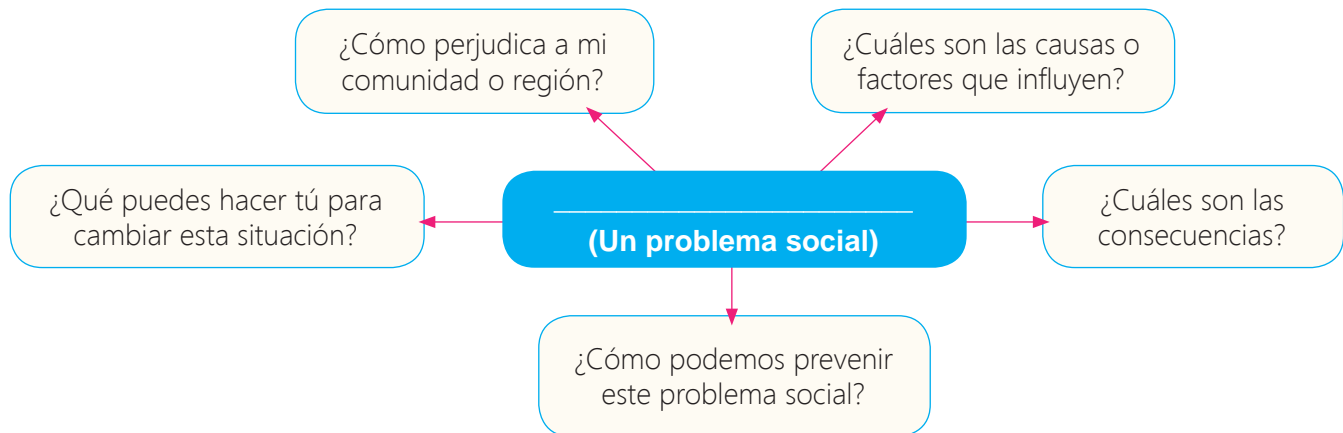 ¿Cómo perjudica a mi
comunidad o región?
¿Cuáles son las causas o
factores que influyen?
¿Qué puedes hacer tú para
cambiar esta situación?
(Un problema social)
¿Cuáles son las
consecuencias?
¿Cómo podemos prevenir
este problema social?